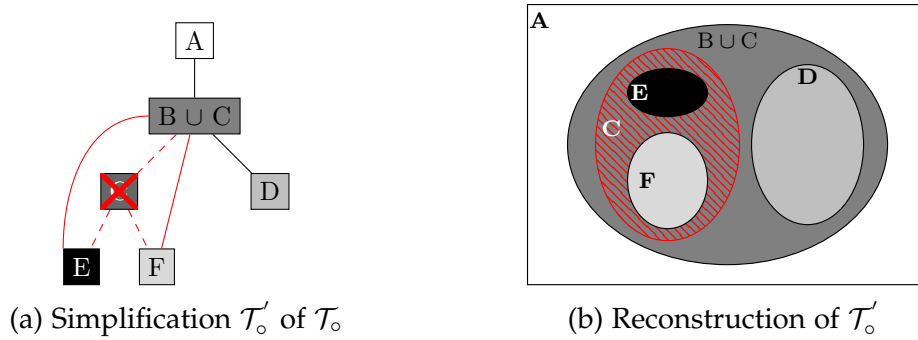 A
B ∪ C
C
D
E
F
(a) Simplification 𝒯∘′ of 𝒯∘
A
B ∪ C
D
E
C
F
(b) Reconstruction of 𝒯∘′